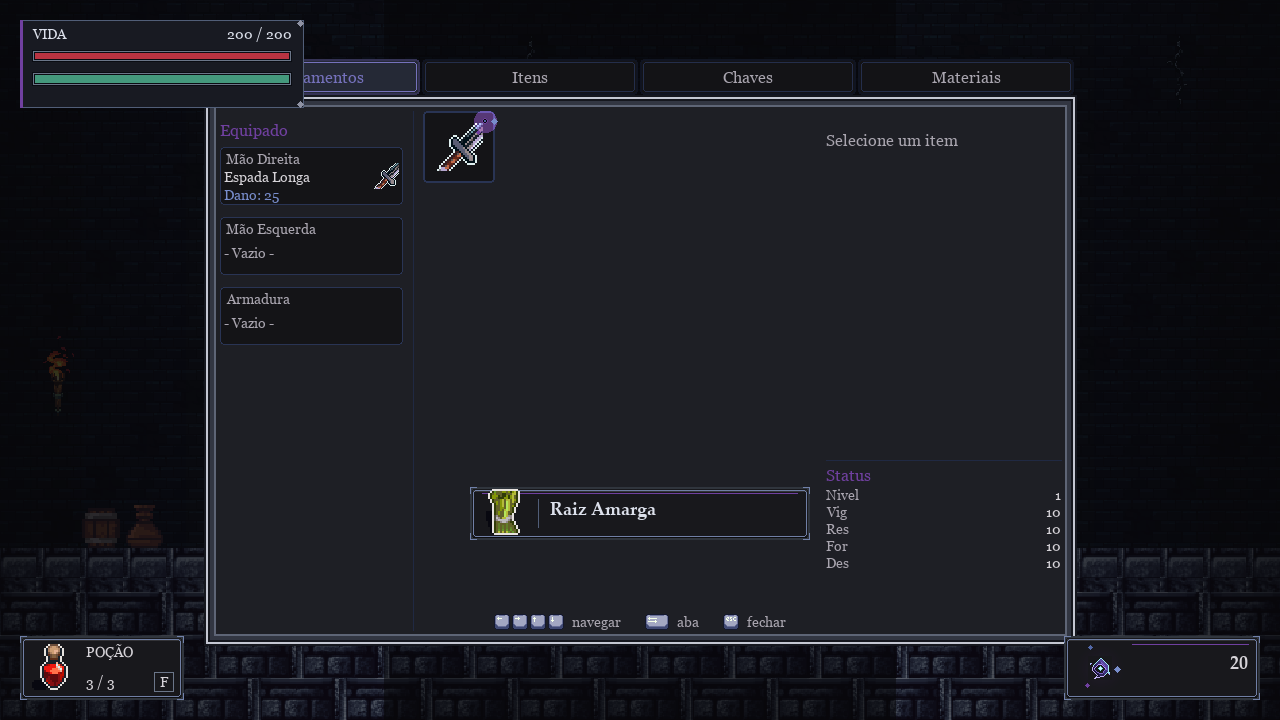 VIDA 200 / 200
amentos
Itens
Chaves
Materiais
Equipado
Mão Direita
Espada Longa
Dano: 25
Mão Esquerda
- Vazio -
Armadura
- Vazio -
Selecione um item
Raiz Amarga
Status
Nivel 1
Vig 10
Res 10
For 10
Des 10
navegar
aba
esc
fechar
POÇÃO
3 / 3
F
20